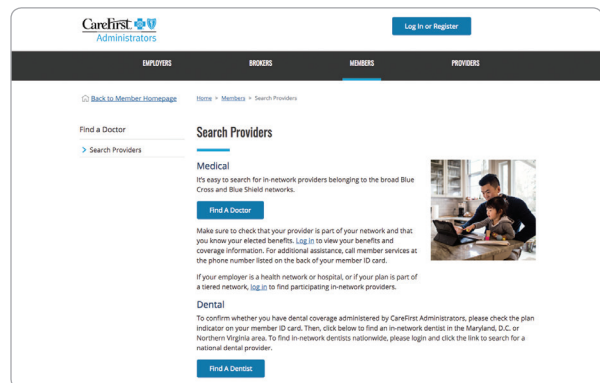 CareFirst
Administrators
Log In or Register
EMPLOYERS
BROKERS
MEMBERS
PROVIDERS
Back to Member Homepage
Home > Members > Search Providers
Find a Doctor
> Search Providers
Search Providers
Medical
It's easy to search for in-network providers belonging to the broad Blue
Cross and Blue Shield networks.
Find A Doctor
Make sure to check that your provider is part of your network and that
you know your elected benefits. Log in to view your benefits and
coverage information. For additional assistance, call member services at
the phone number listed on the back of your member ID card.
If your employer is a health network or hospital, or if your plan is part of
a tiered network, log in to find participating in-network providers.
Dental
To confirm whether you have dental coverage administered by CareFirst Administrators, please check the plan
indicator on your member ID card. Then, click below to find an in-network dentist in the Maryland, D.C. or
Northern Virginia area. To find in-network dentists nationwide, please login and click the link to search for a
national dental provider.
Find A Dentist